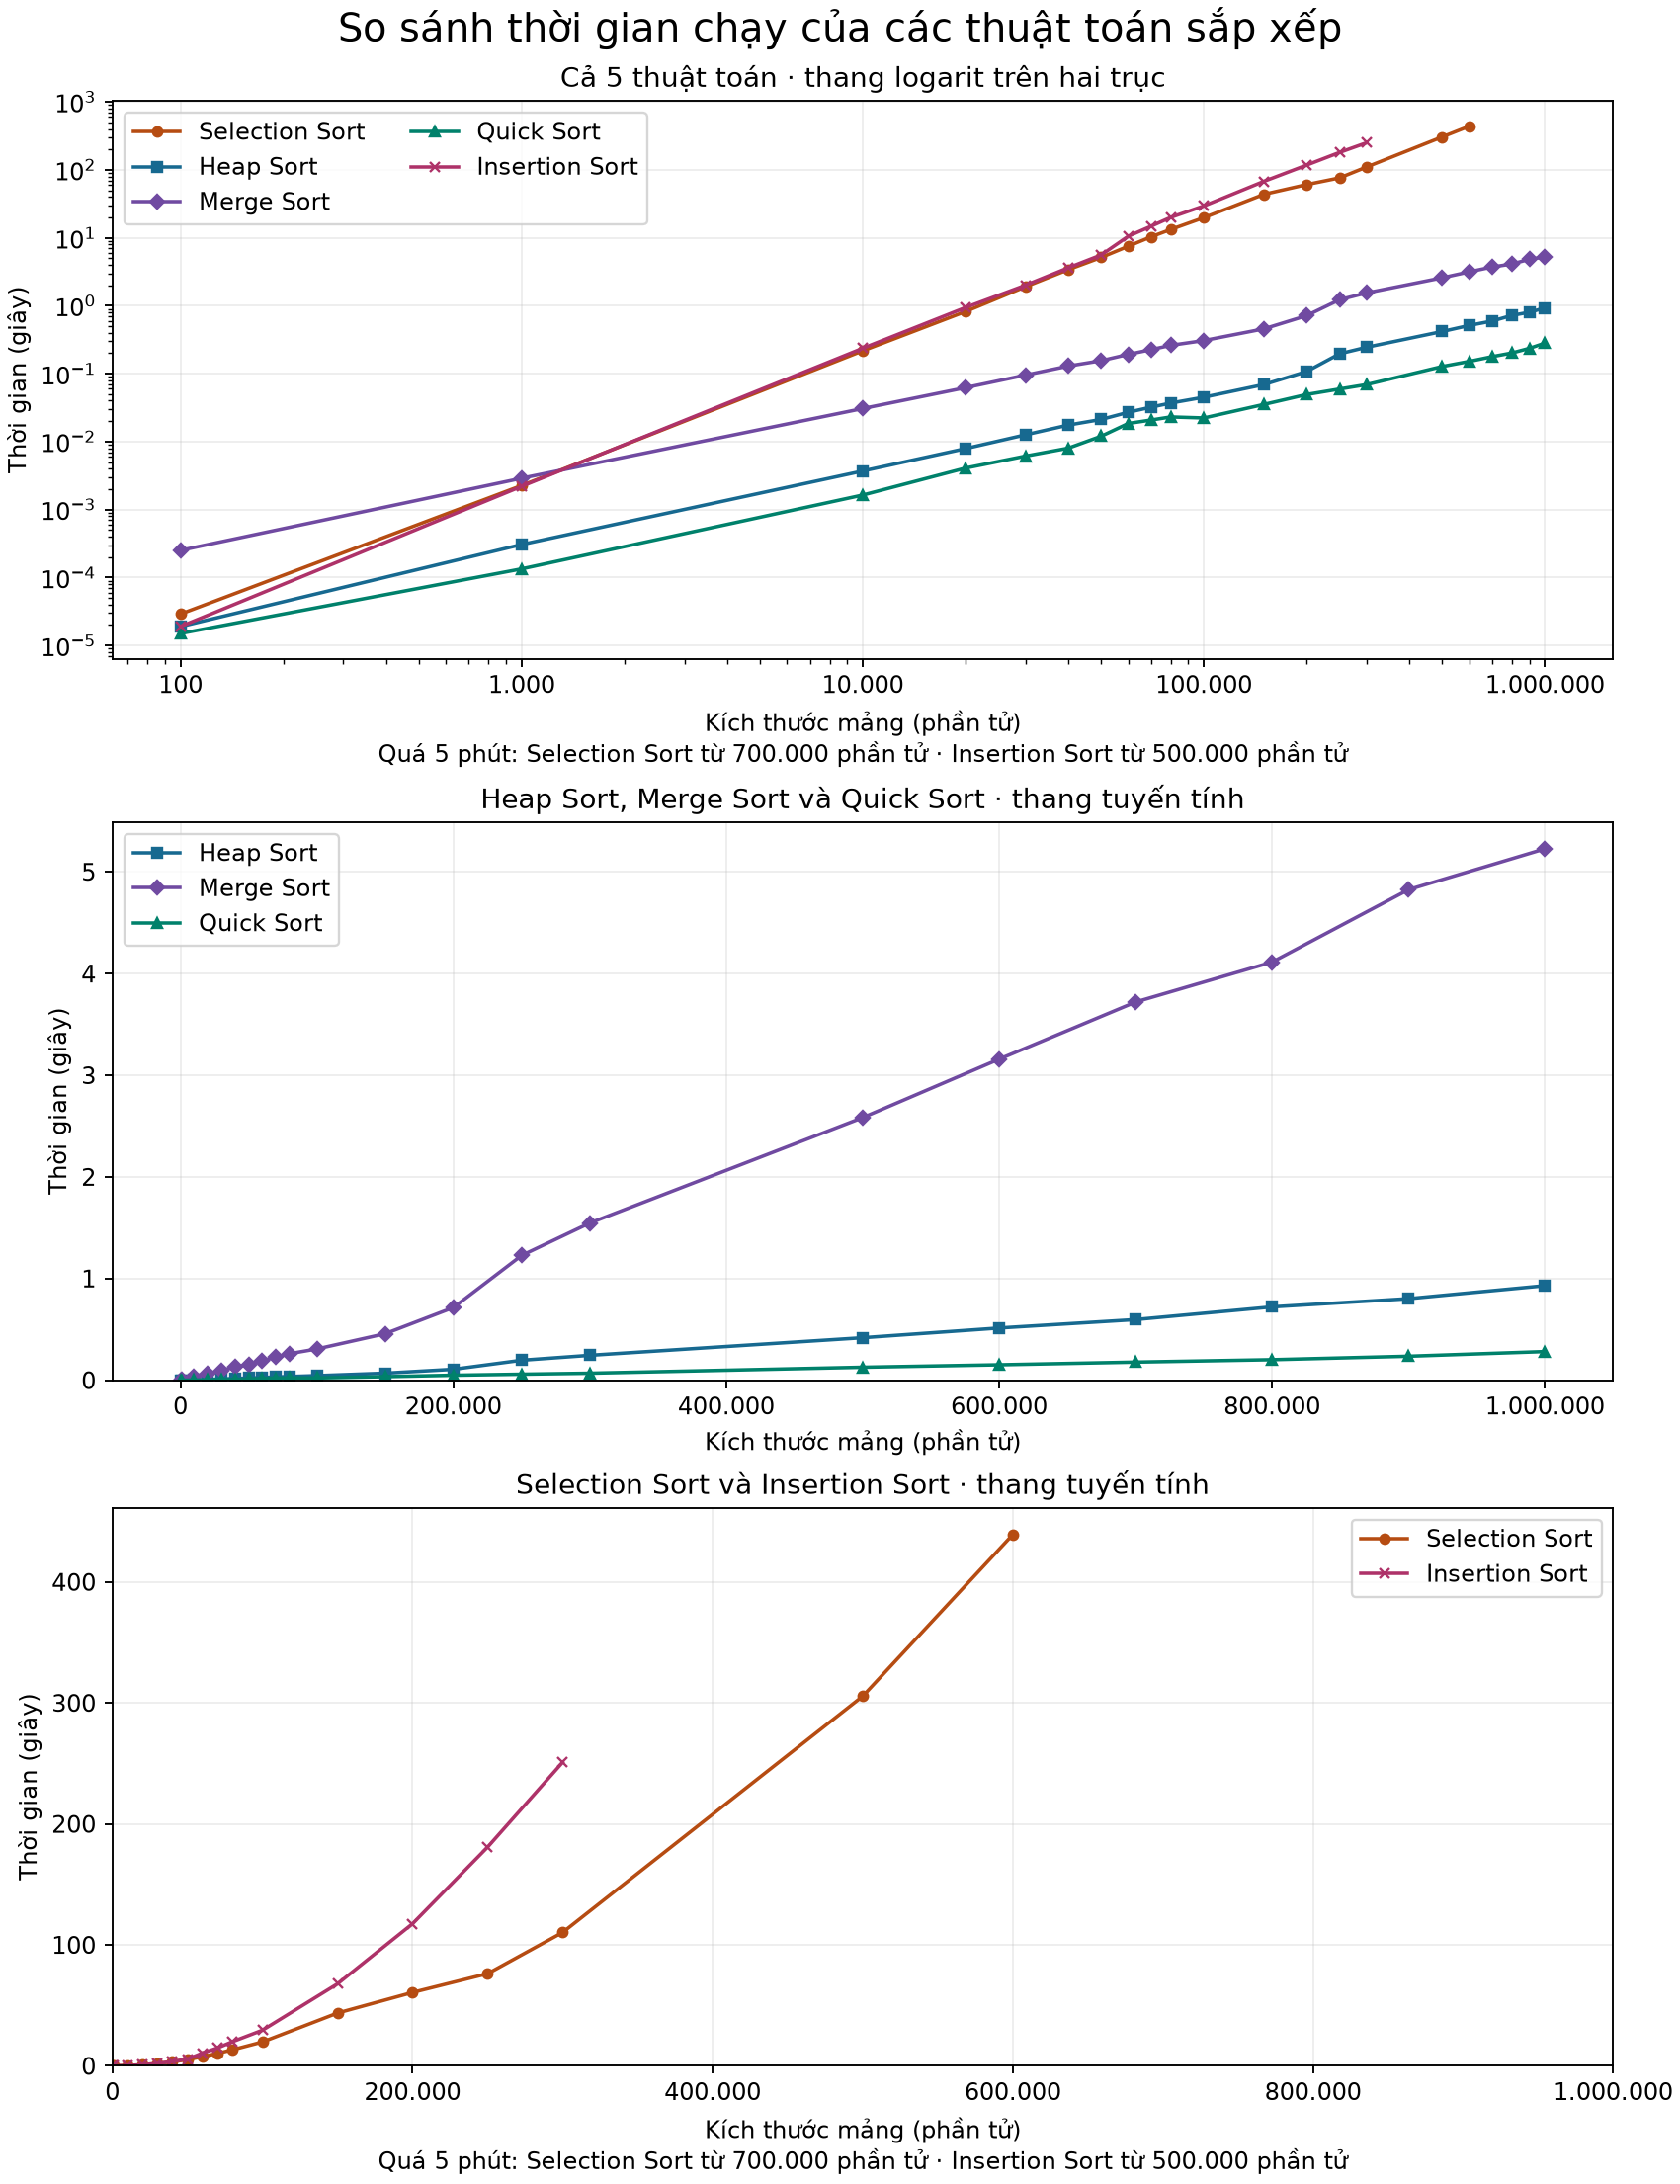 So sánh thời gian chạy của các thuật toán sắp xếp
Cả 5 thuật toán · thang logarit trên hai trục
Selection Sort
Heap Sort
Merge Sort
Quick Sort
Insertion Sort
Thời gian (giây)
10³
10²
10¹
10⁰
10⁻¹
10⁻²
10⁻³
10⁻⁴
10⁻⁵
100 1.000 10.000 100.000 1.000.000
Kích thước mảng (phần tử)
Quá 5 phút: Selection Sort từ 700.000 phần tử · Insertion Sort từ 500.000 phần tử
Heap Sort, Merge Sort và Quick Sort · thang tuyến tính
Heap Sort
Merge Sort
Quick Sort
Thời gian (giây)
5
4
3
2
1
0
0 200.000 400.000 600.000 800.000 1.000.000
Kích thước mảng (phần tử)
Selection Sort và Insertion Sort · thang tuyến tính
Selection Sort
Insertion Sort
Thời gian (giây)
400
300
200
100
0
0 200.000 400.000 600.000 800.000 1.000.000
Kích thước mảng (phần tử)
Quá 5 phút: Selection Sort từ 700.000 phần tử · Insertion Sort từ 500.000 phần tử